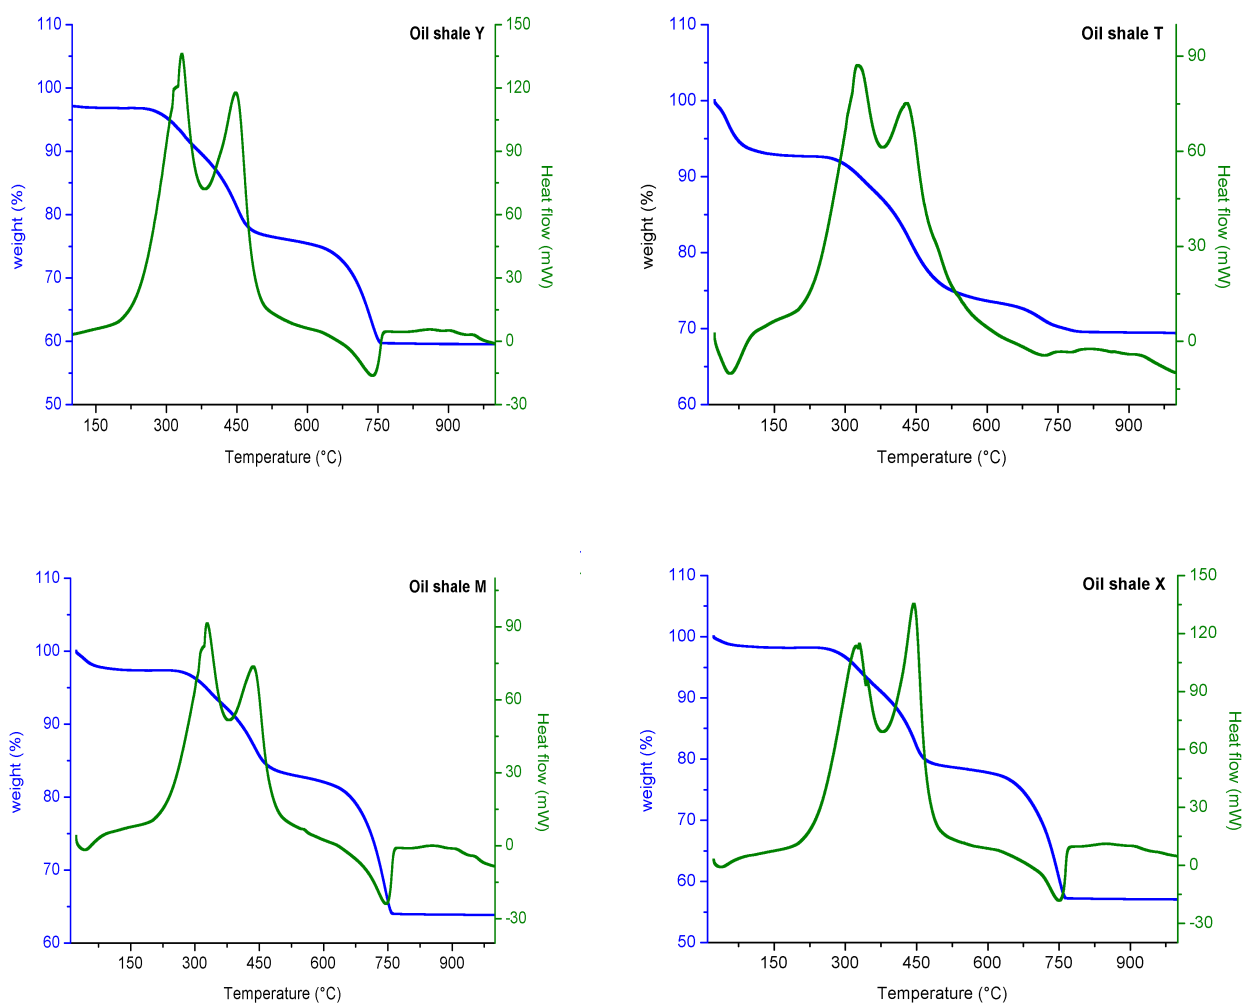 Oil shale Y
110
100
90
80
70
60
50
weight (%)
150
120
90
60
30
0
-30
Heat flow (mW)
150 300 450 600 750 900
Temperature (°C)
Oil shale T
110
100
90
80
70
60
weight (%)
90
60
30
0
Heat flow (mW)
150 300 450 600 750 900
Temperature (°C)
Oil shale M
110
100
90
80
70
60
weight (%)
90
60
30
0
-30
Heat flow (mW)
150 300 450 600 750 900
Temperature (°C)
Oil shale X
110
100
90
80
70
60
50
weight (%)
150
120
90
60
30
0
-30
Heat flow (mW)
150 300 450 600 750 900
Temperature (°C)